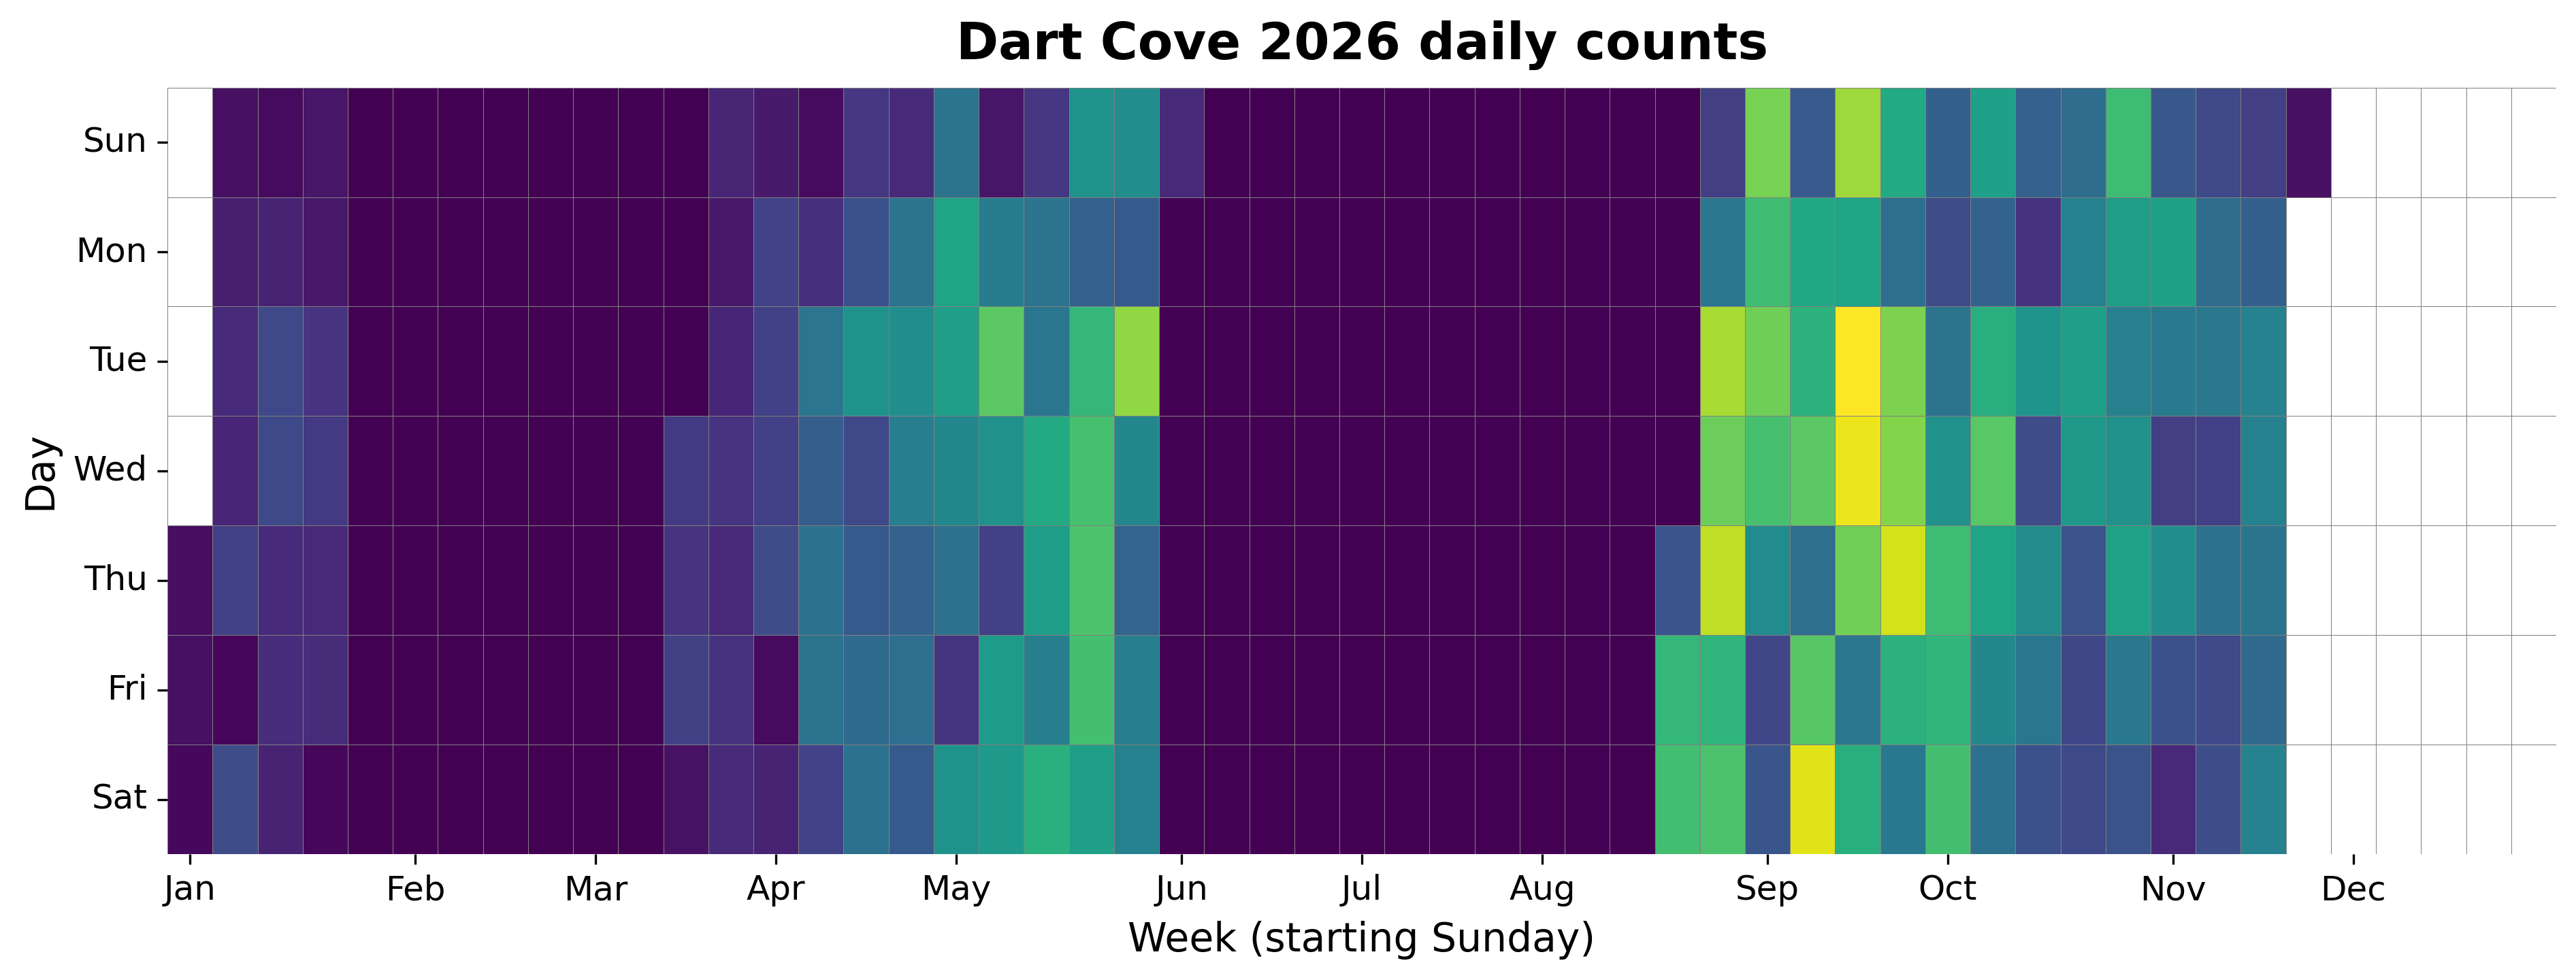 Dart Cove 2026 daily counts
Day
Sun
Mon
Tue
Wed
Thu
Fri
Sat
Jan Feb Mar Apr May Jun Jul Aug Sep Oct Nov Dec
Week (starting Sunday)